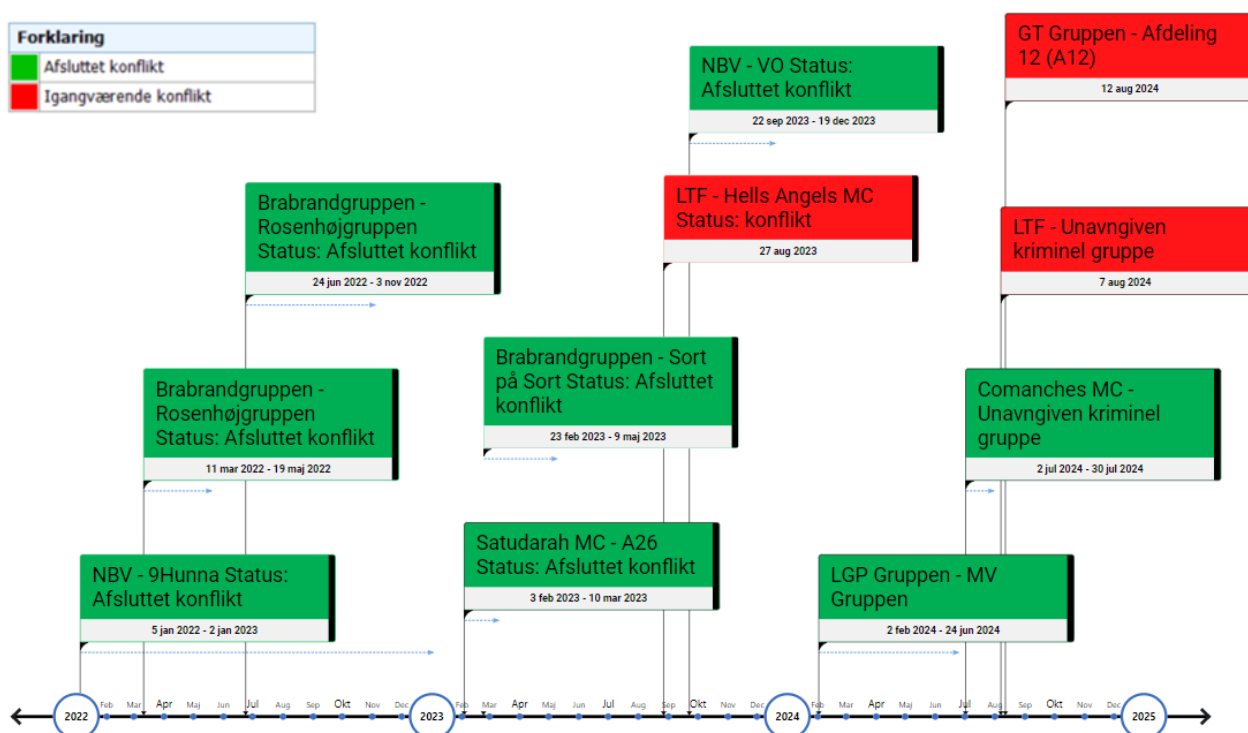 Forklaring
Afsluttet konflikt
Igangværende konflikt
GT Gruppen - Afdeling
12 (A12)
12 aug 2024
NBV - VO Status:
Afsluttet konflikt
22 sep 2023 - 19 dec 2023
Brabrandgruppen -
Rosenhøjgruppen
Status: Afsluttet konflikt
24 jun 2022 - 3 nov 2022
LTF - Hells Angels MC
Status: konflikt
27 aug 2023
LTF - Unavngiven
kriminel gruppe
7 aug 2024
Brabrandgruppen - Sort
på Sort Status: Afsluttet
konflikt
23 feb 2023 - 9 maj 2023
Brabrandgruppen -
Rosenhøjgruppen
Status: Afsluttet konflikt
11 mar 2022 - 19 maj 2022
Comanches MC -
Unavngiven kriminel
gruppe
2 jul 2024 - 30 jul 2024
Satudarah MC - A26
Status: Afsluttet konflikt
3 feb 2023 - 10 mar 2023
NBV - 9Hunna Status:
Afsluttet konflikt
5 jan 2022 - 2 jan 2023
LGP Gruppen - MV
Gruppen
2 feb 2024 - 24 jun 2024
2022 Feb Mar Apr Maj Jun Jul Aug Sep Okt Nov Dec 2023 Feb Mar Apr Maj Jun Jul Aug Sep Okt Nov Dec 2024 Feb Mar Apr Maj Jun Jul Aug Sep Okt Nov Dec 2025